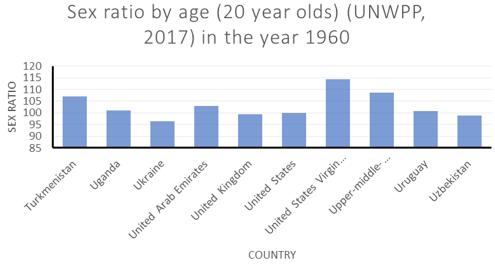 Sex ratio by age (20 year olds) (UNWPP,
2017) in the year 1960
120
115
110
105
100
95
90
85
SEX RATIO
Turkmenistan
Uganda
Ukraine
United Arab Emirates
United Kingdom
United States
United States Virgin...
Upper-middle-...
Uruguay
Uzbekistan
COUNTRY